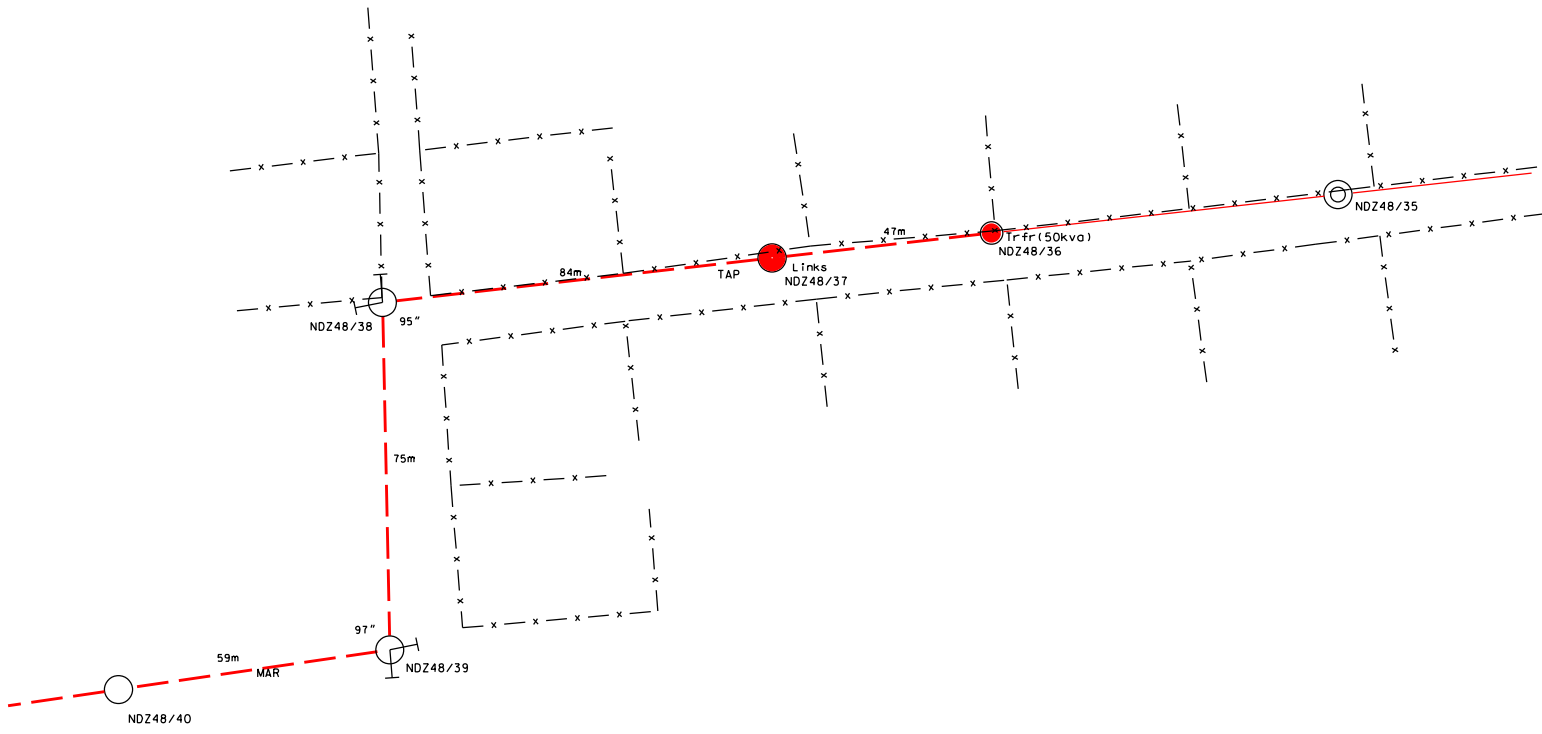 NDZ48/35
47m
Trfr(50kva)
NDZ48/36
Links
NDZ48/37
TAP
84m
NDZ48/38
95"
75m
97"
NDZ48/39
59m
MAR
NDZ48/40